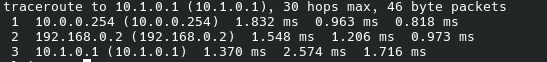 traceroute to 10.1.0.1 (10.1.0.1), 30 hops max, 46 byte packets
1 10.0.0.254 (10.0.0.254) 1.832 ms 0.963 ms 0.818 ms
2 192.168.0.2 (192.168.0.2) 1.548 ms 1.206 ms 0.973 ms
3 10.1.0.1 (10.1.0.1) 1.370 ms 2.574 ms 1.716 ms